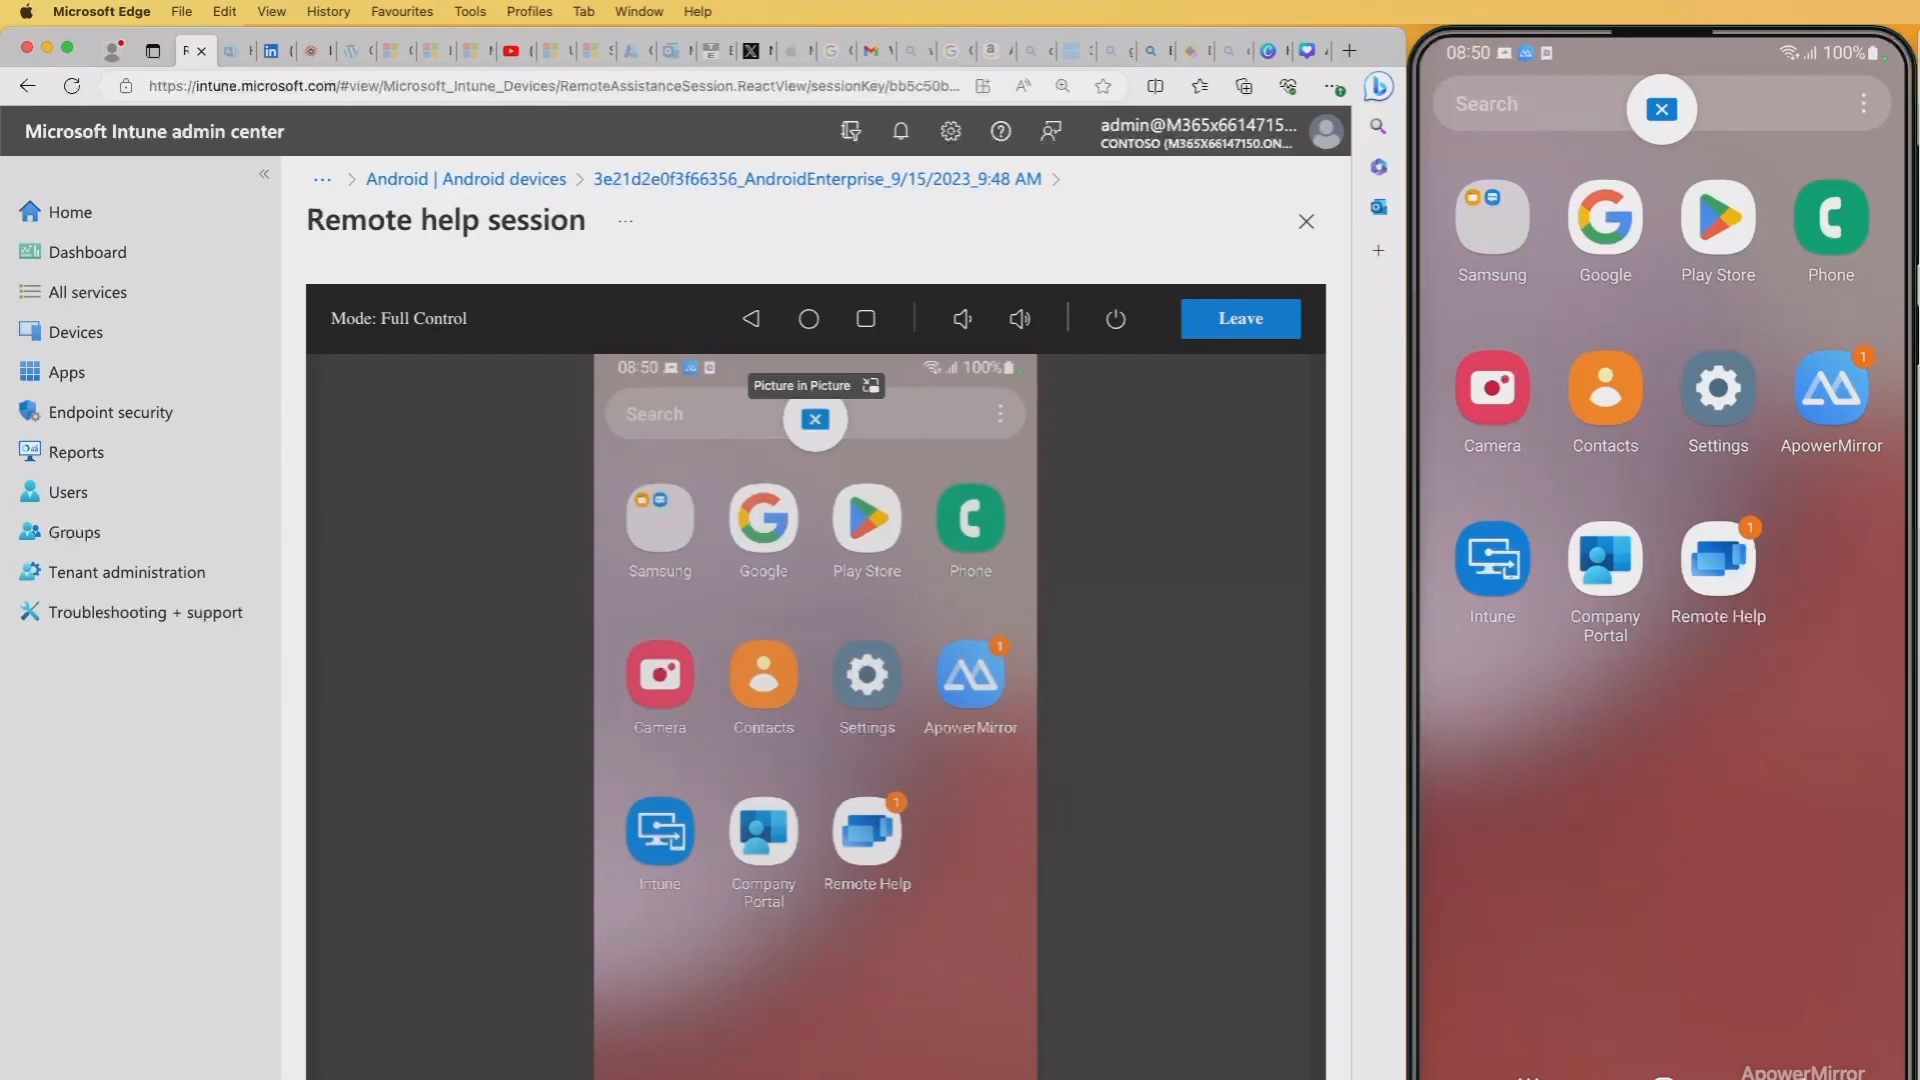 Microsoft Edge File Edit View History Favourites Tools Profiles Tab Window Help
https://intune.microsoft.com/#view/Microsoft_Intune_Devices/RemoteAssistanceSession.ReactView/sessionKey/bb5c50b...
Microsoft Intune admin center
admin@M365x6614715...
CONTOSO (M365X66147150.ON...
Home
Dashboard
All services
Devices
Apps
Endpoint security
Reports
Users
Groups
Tenant administration
Troubleshooting + support
... > Android | Android devices > 3e21d2e0f3f66356_AndroidEnterprise_9/15/2023_9:48 AM >
Remote help session ...
Mode: Full Control
Leave
08:50
100%
Picture in Picture
Search
Samsung
Google
Play Store
Phone
Camera
Contacts
Settings
ApowerMirror
1
Intune
Company
Portal
Remote Help
1
08:50
100%
Search
Samsung
Google
Play Store
Phone
Camera
Contacts
Settings
ApowerMirror
1
Intune
Company
Portal
Remote Help
1
ApowerMirror